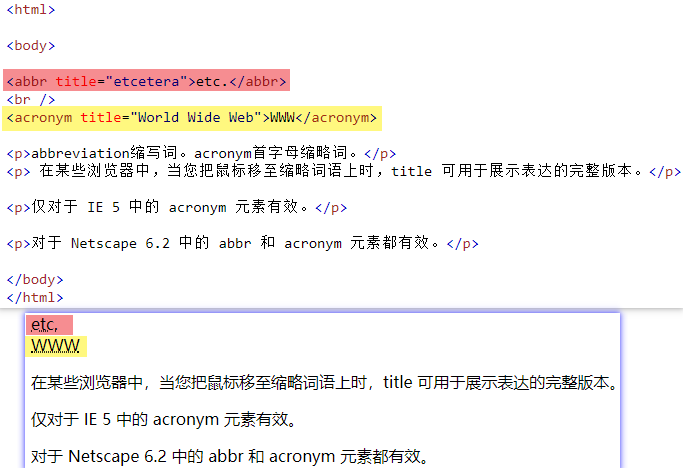 <html>
<body>
<abbr title="etcetera">etc.</abbr>
<br />
<acronym title="World Wide Web">WWW</acronym>
<p>abbreviation缩写词。acronym首字母缩略词。</p>
<p> 在某些浏览器中，当您把鼠标移至缩略词语上时，title 可用于展示表达的完整版本。</p>
<p>仅对于 IE 5 中的 acronym 元素有效。</p>
<p>对于 Netscape 6.2 中的 abbr 和 acronym 元素都有效。</p>
</body>
</html>
etc.
WWW
在某些浏览器中，当您把鼠标移至缩略词语上时，title 可用于展示表达的完整版本。
仅对于 IE 5 中的 acronym 元素有效。
对于 Netscape 6.2 中的 abbr 和 acronym 元素都有效。